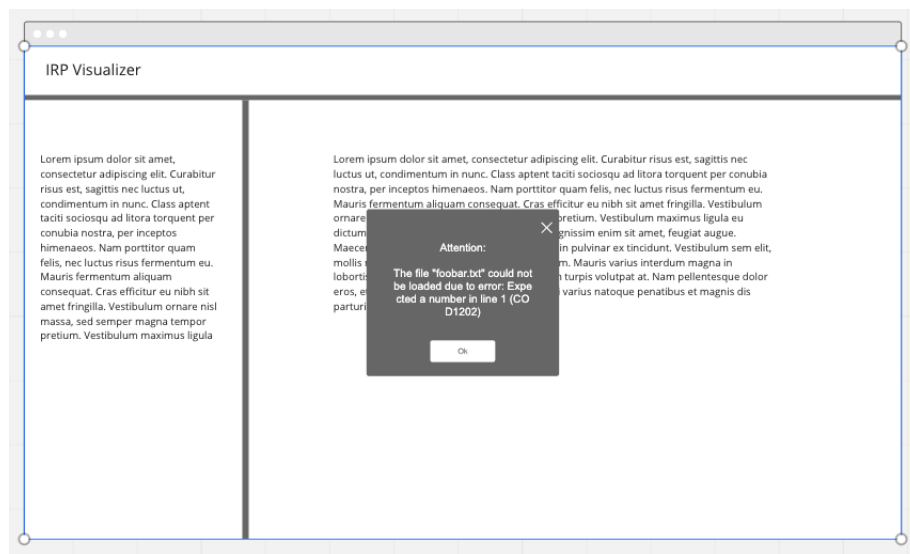 IRP Visualizer
Lorem ipsum dolor sit amet,
consectetur adipiscing elit. Curabitur
risus est, sagittis nec luctus ut,
condimentum in nunc. Class aptent
taciti sociosqu ad litora torquent per
conubia nostra, per inceptos
himenaeos. Nam porttitor quam
felis, nec luctus risus fermentum eu.
Mauris fermentum aliquam
consequat. Cras efficitur eu nibh sit
amet fringilla. Vestibulum ornare nisl
massa, sed semper magna tempor
pretium. Vestibulum maximus ligula
Lorem ipsum dolor sit amet, consectetur adipiscing elit. Curabitur risus est, sagittis nec
luctus ut, condimentum in nunc. Class aptent taciti sociosqu ad litora torquent per conubia
nostra, per inceptos himenaeos. Nam porttitor quam felis, nec luctus risus fermentum eu.
Mauris fermentum aliquam consequat. Cras efficitur eu nibh sit amet fringilla. Vestibulum
ornare pretium. Vestibulum maximus ligula eu
dictum enim sit amet, feugiat augue.
in pulvinar ex tincidunt. Vestibulum sem elit,
mollis Mauris varius interdum magna in
turpis volutpat at. Nam pellentesque dolor
eros, varius natoque penatibus et magnis dis
Attention:
The file "foobar.txt" could not
be loaded due to error: Expe
cted a number in line 1 (CO
D1202)
Ok